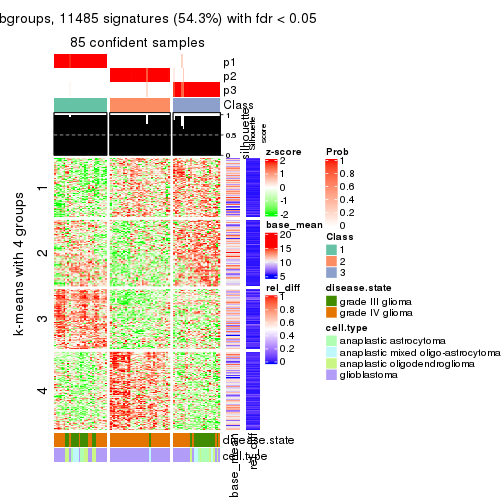 bgroups, 11485 signatures (54.3%) with fdr < 0.05
85 confident samples
p1
p2
p3
Class
1
0.5
0
silhouette
Silhouette
score
k-means with 4 groups
1
2
3
4
disease.state
cell.type
base_mean
rel_diff
z-score
2
1
0
-1
-2
base_mean
20
15
10
5
rel_diff
1
0.8
0.6
0.4
0.2
0
Prob
1
0.8
0.6
0.4
0.2
0
Class
1
2
3
disease.state
grade III glioma
grade IV glioma
cell.type
anaplastic astrocytoma
anaplastic mixed oligo-astrocytoma
anaplastic oligodendroglioma
glioblastoma